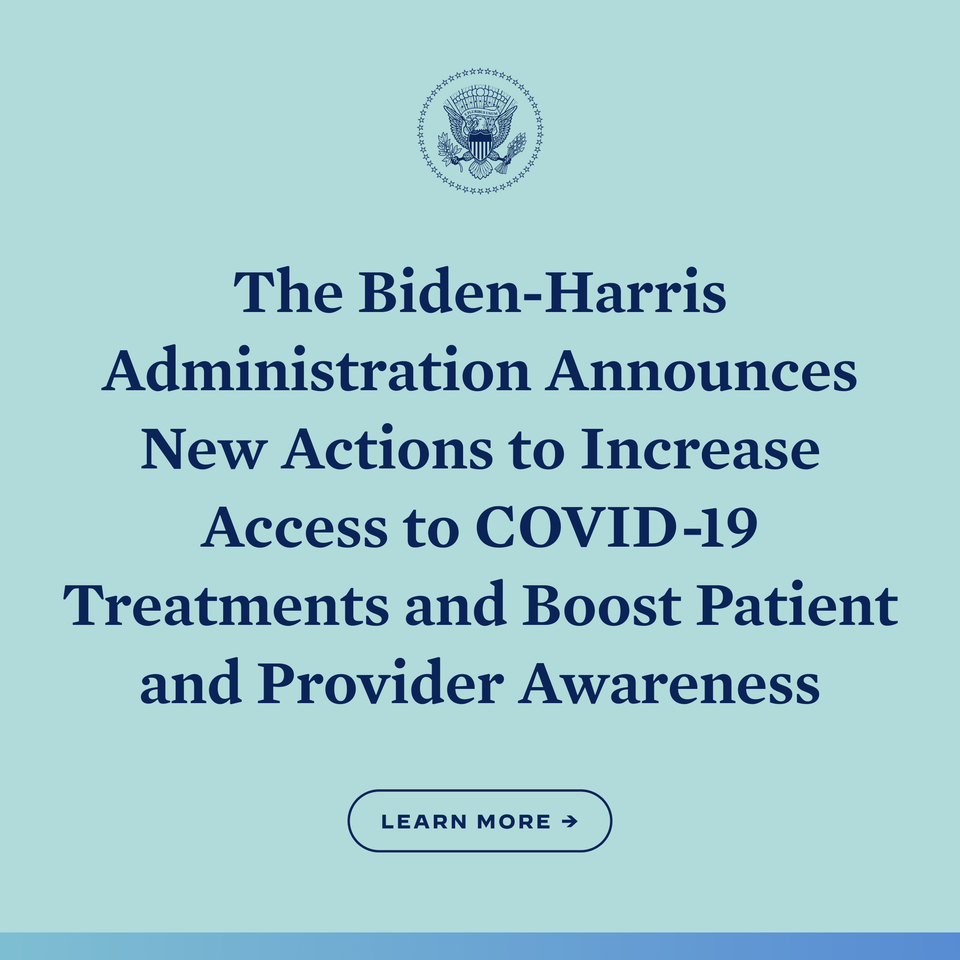 The Biden-Harris
Administration Announces
New Actions to Increase
Access to COVID-19
Treatments and Boost Patient
and Provider Awareness
LEARN MORE →